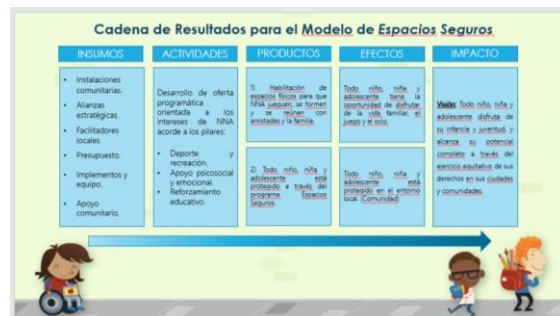 Cadena de Resultados para el Modelo de Espacios Seguros
INSUMOS
• Instalaciones
comunitarias.
• Alianzas
estratégicas.
• Facilitadores
locales.
• Presupuesto.
• Implementos y
equipo.
• Apoyo
comunitario.
ACTIVIDADES
Desarrollo de oferta
programática
orientada a los
intereses de NNA
acorde a los pilares:
• Deporte y
recreación.
• Apoyo psicosocial
y emocional.
• Reforzamiento
educativo.
PRODUCTOS
1) Habilitación de
espacios físicos para que
NNA jueguen, se formen
y se reúnen con
amistades y la familia.
2) Todo niño, niña y
adolescente está
protegido a través del
programa Espacios
Seguros.
EFECTOS
Todo niño, niña y
adolescente tiene la
oportunidad de disfrutar
de la vida familiar, el
juego y el ocio.
Todo niño, niña y
adolescente está
protegido en el entorno
local. (Comunidad)
IMPACTO
Visión: Todo niño, niña y
adolescente disfruta de
su infancia y juventud, y
alcanza su potencial
completo a través del
ejercicio equitativo de sus
derechos en sus ciudades
y comunidades.